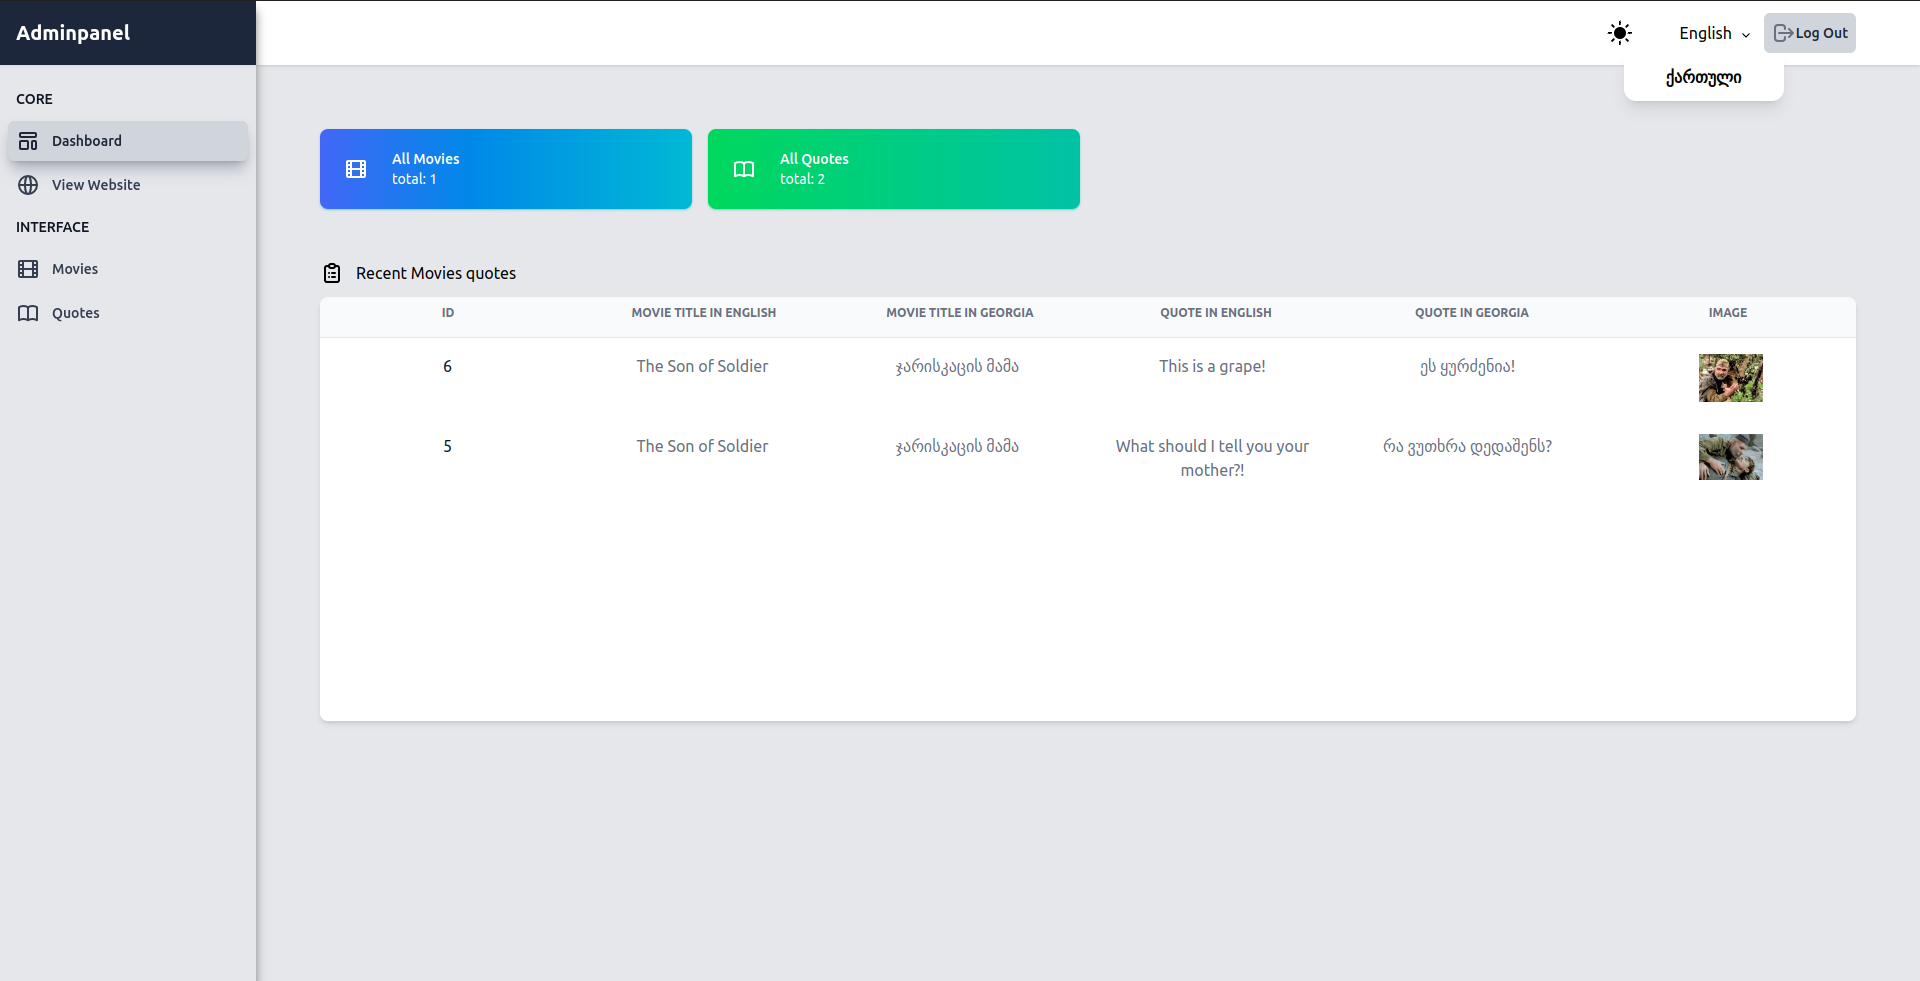 Adminpanel
English
Log Out
ქართული
CORE
Dashboard
View Website
INTERFACE
Movies
Quotes
All Movies
total: 1
All Quotes
total: 2
Recent Movies quotes
ID MOVIE TITLE IN ENGLISH MOVIE TITLE IN GEORGIA QUOTE IN ENGLISH QUOTE IN GEORGIA IMAGE
6 The Son of Soldier ჯარისკაცის მამა This is a grape! ეს ყურძენია!
5 The Son of Soldier ჯარისკაცის მამა What should I tell you your რა ვუთხრა დედაშენს?
mother?!